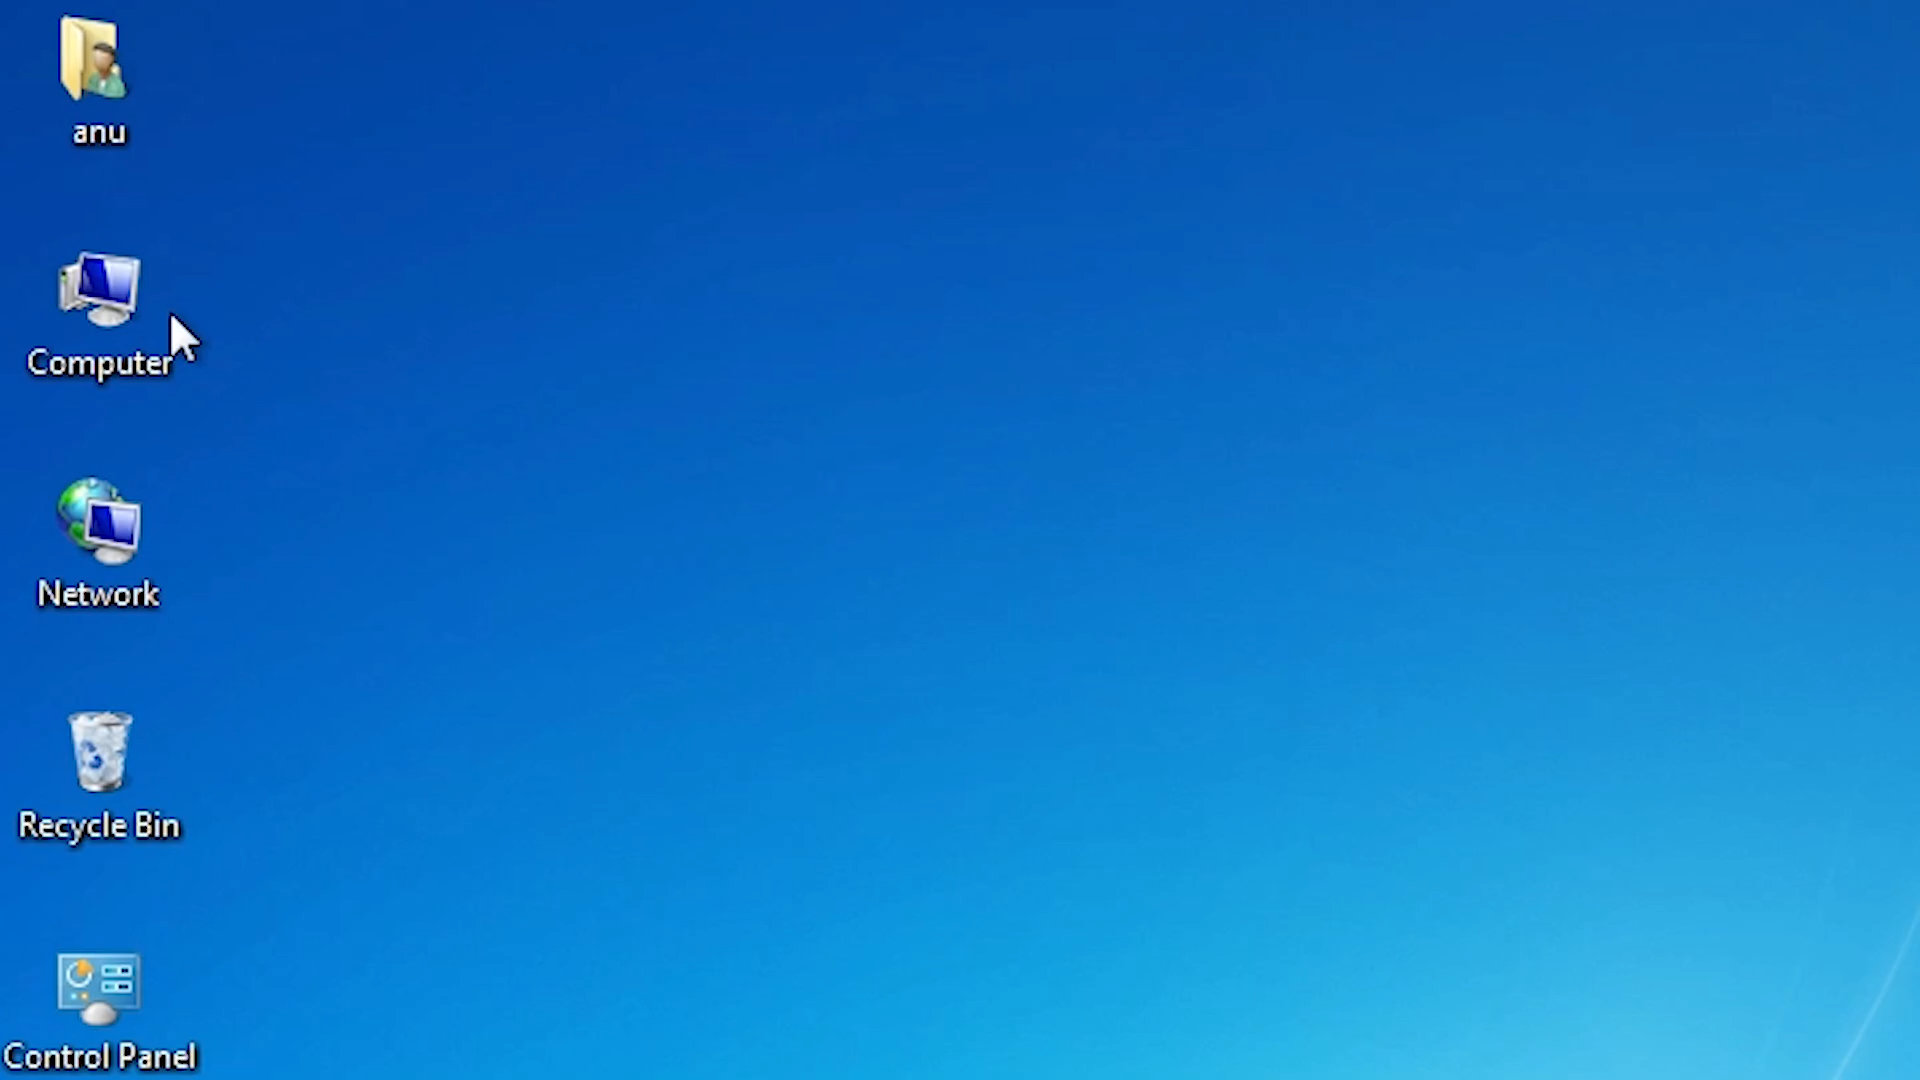 anu
Computer
Network
Recycle Bin
Control Panel